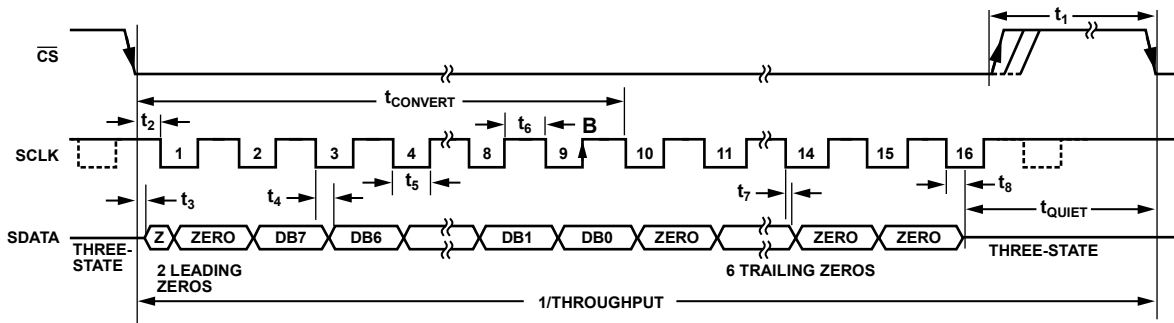 t1
CS
tCONVERT
t2
t6
B
SCLK
1
2
3
4
8
9
10
11
14
15
16
t3
t4
t5
t7
t8
tQUIET
SDATA
Z
ZERO
DB7
DB6
DB1
DB0
ZERO
ZERO
ZERO
THREE-
STATE
THREE-STATE
2 LEADING
ZEROS
6 TRAILING ZEROS
1/THROUGHPUT